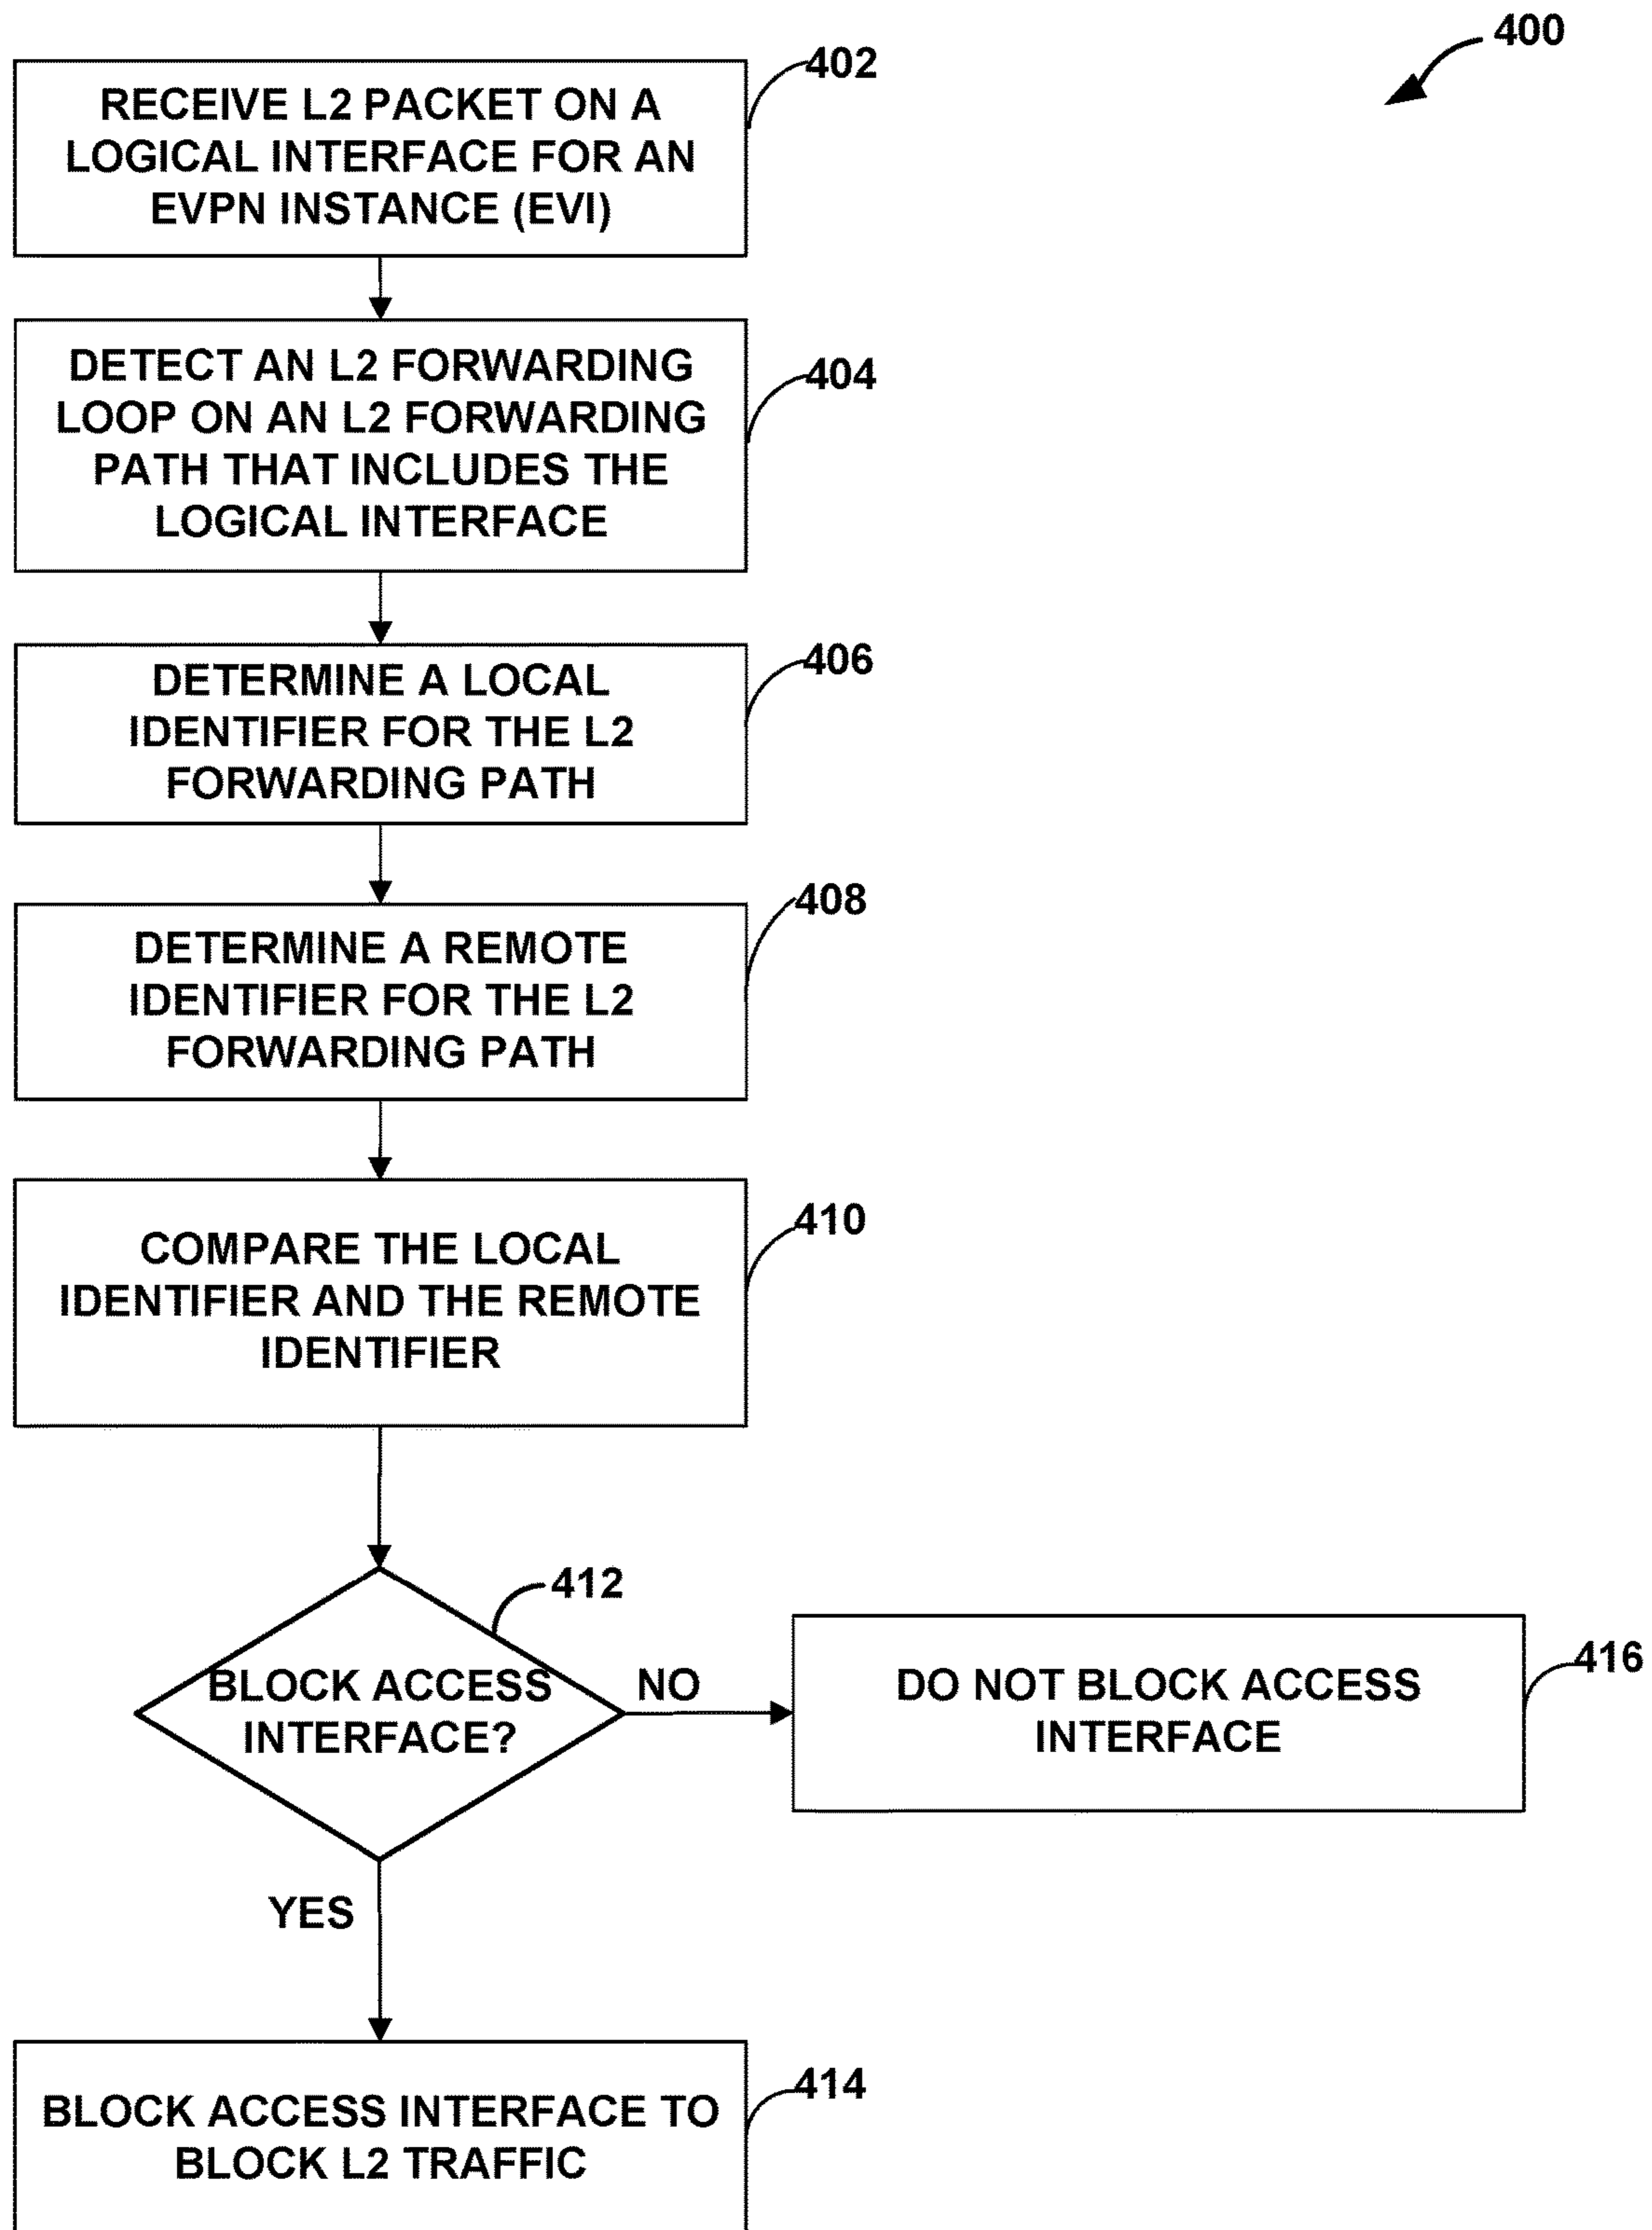 400
402
RECEIVE L2 PACKET ON A
LOGICAL INTERFACE FOR AN
EVPN INSTANCE (EVI)
404
DETECT AN L2 FORWARDING
LOOP ON AN L2 FORWARDING
PATH THAT INCLUDES THE
LOGICAL INTERFACE
406
DETERMINE A LOCAL
IDENTIFIER FOR THE L2
FORWARDING PATH
408
DETERMINE A REMOTE
IDENTIFIER FOR THE L2
FORWARDING PATH
410
COMPARE THE LOCAL
IDENTIFIER AND THE REMOTE
IDENTIFIER
412
BLOCK ACCESS
INTERFACE?
NO
416
DO NOT BLOCK ACCESS
INTERFACE
YES
414
BLOCK ACCESS INTERFACE TO
BLOCK L2 TRAFFIC